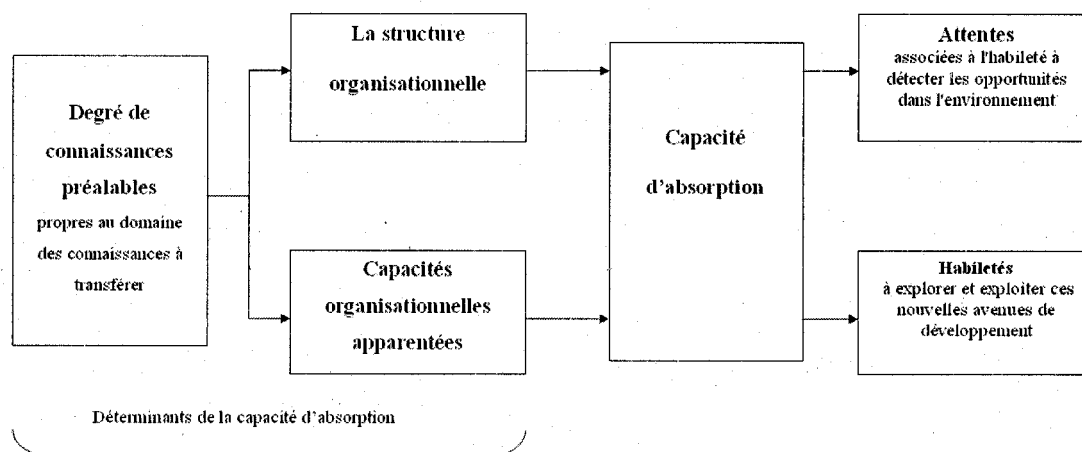 Degré de
connaissances
préalables
propres au domaine
des connaissances à
transférer
La structure
organisationnelle
Capacités
organisationnelles
apparentées
Capacité
d'absorption
Attentes
associées à l'habileté à
détecter les opportunités
dans l'environnement
Habiletés
à explorer et exploiter ces
nouvelles avenues de
développement
Déterminants de la capacité d'absorption